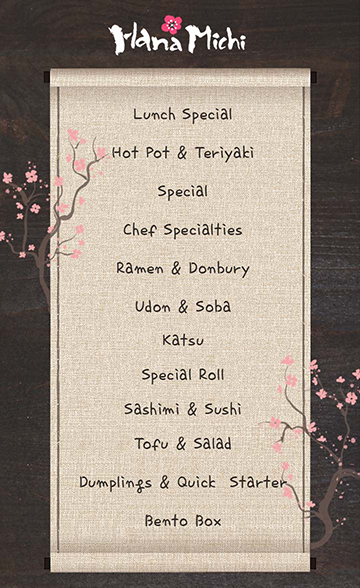 Hana Michi
Lunch Special
Hot Pot & Teriyaki
Special
Chef Specialties
Ramen & Donbury
Udon & Soba
Katsu
Special Roll
Sashimi & Sushi
Tofu & Salad
Dumplings & Quick Starter
Bento Box